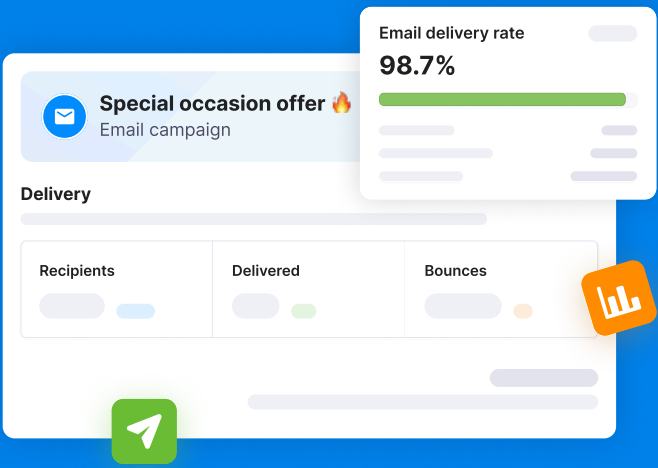 Email delivery rate
98.7%
Special occasion offer 🔥
Email campaign
Delivery
Recipients
Delivered
Bounces